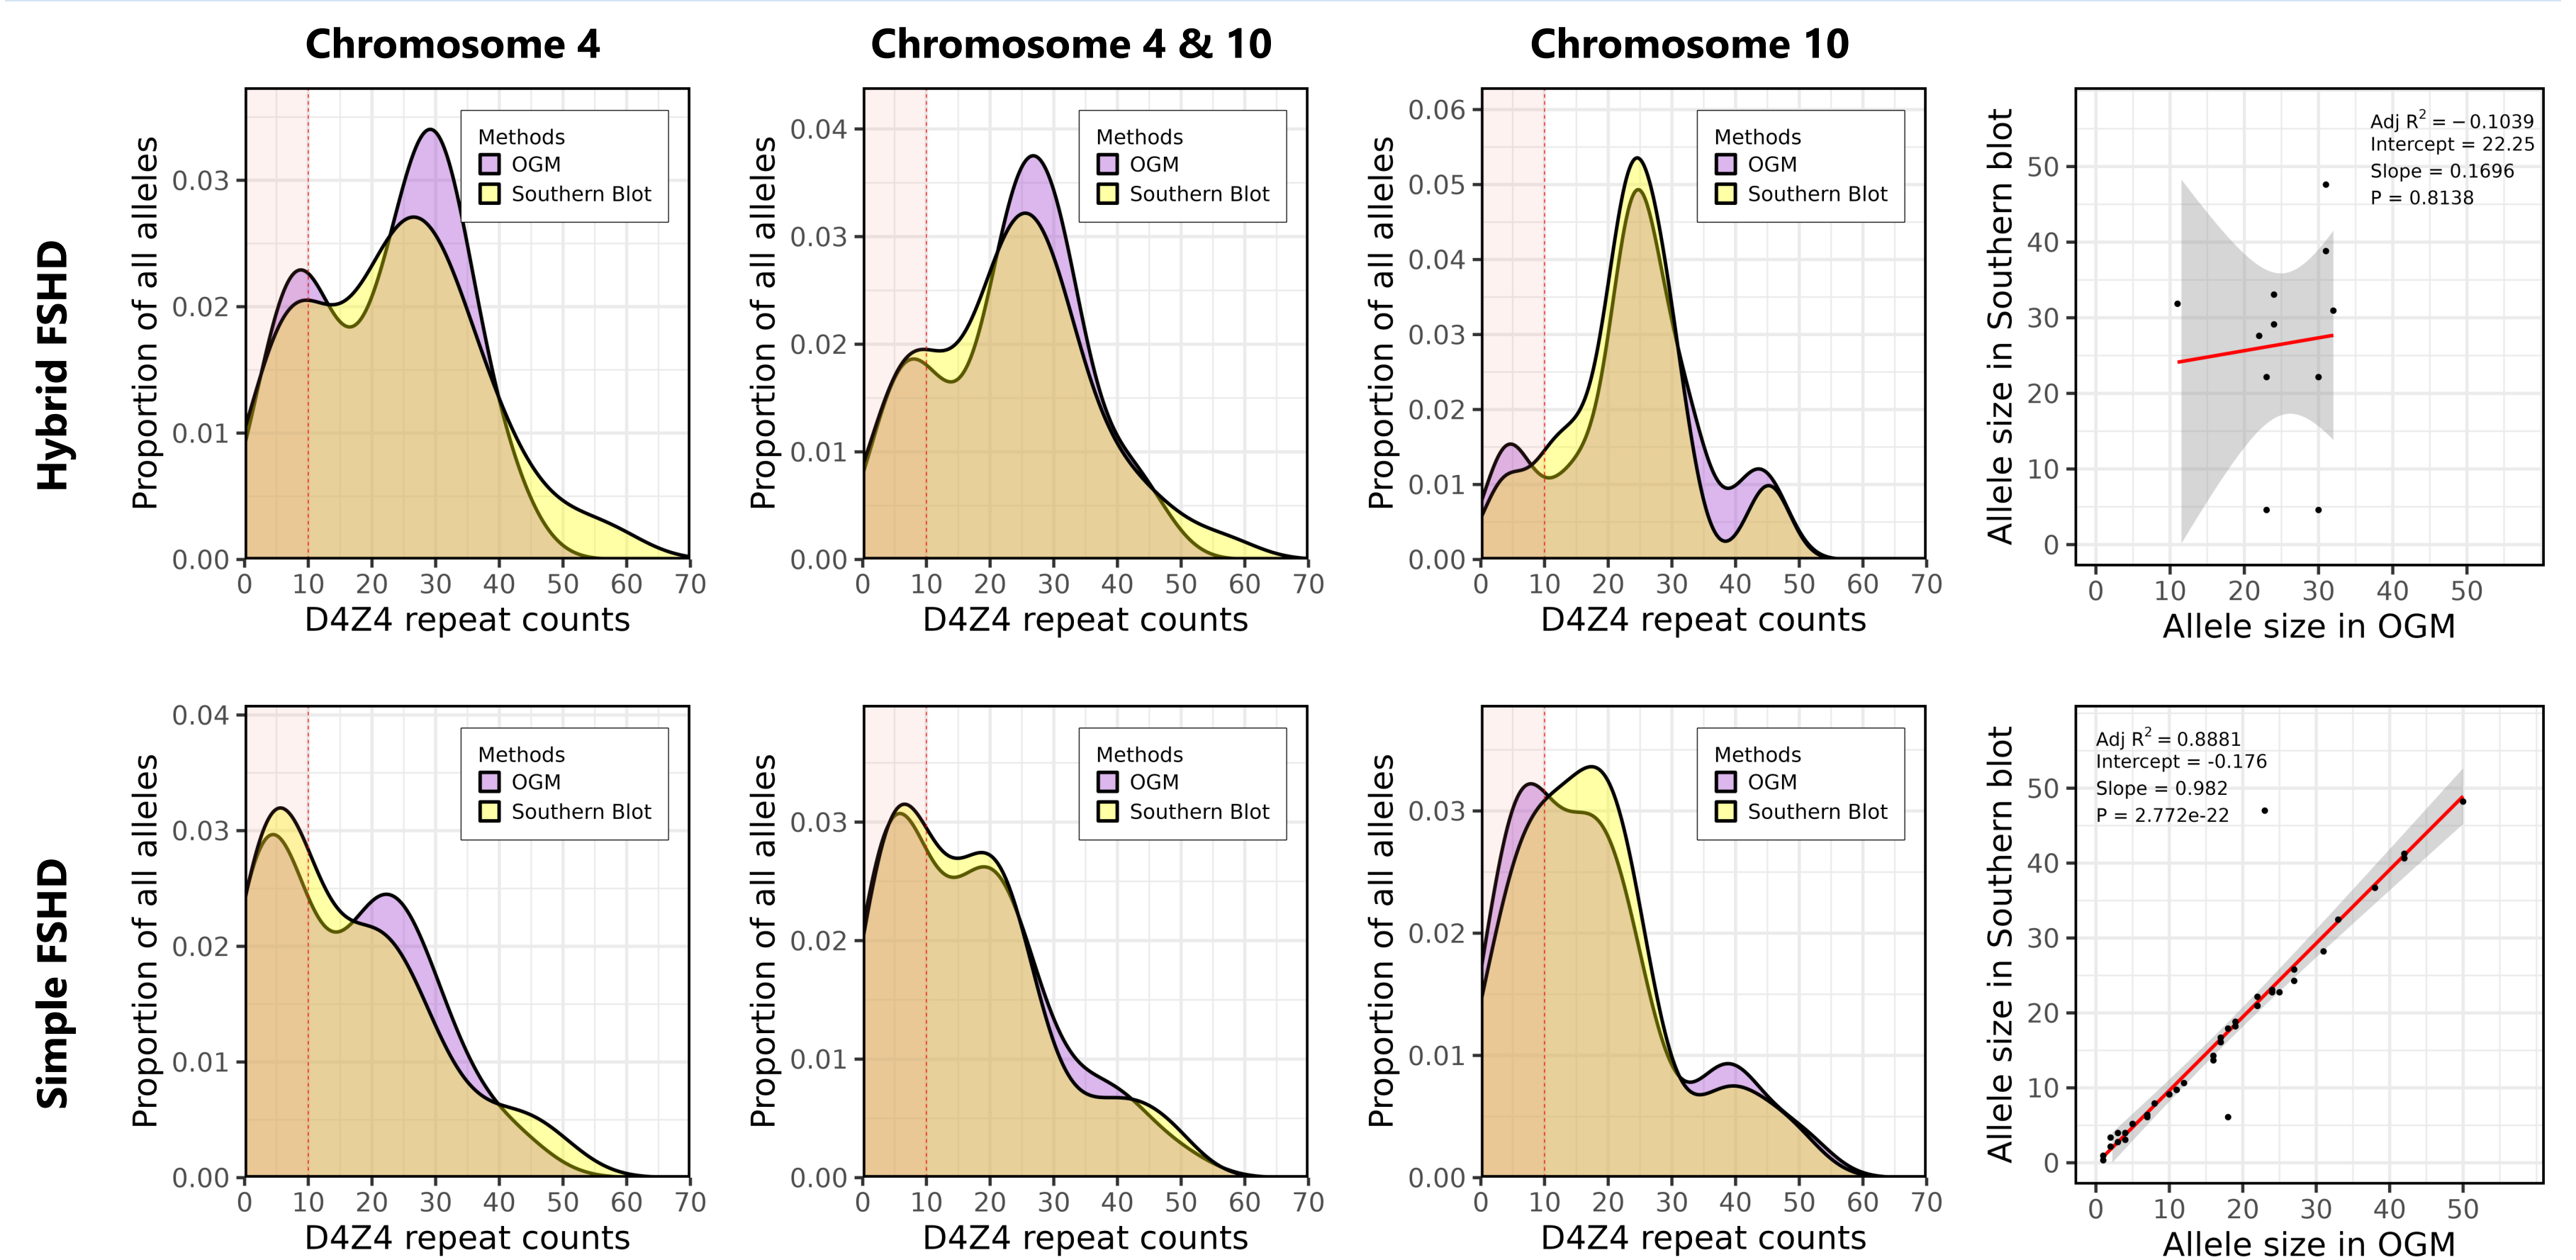 Chromosome 4
Chromosome 4 & 10
Chromosome 10
Hybrid FSHD
Proportion of all alleles
0.03
0.02
0.01
0.00
Methods
OGM
Southern Blot
0 10 20 30 40 50 60 70
D4Z4 repeat counts
Proportion of all alleles
0.04
0.03
0.02
0.01
0.00
Methods
OGM
Southern Blot
0 10 20 30 40 50 60 70
D4Z4 repeat counts
Proportion of all alleles
0.06
0.05
0.04
0.03
0.02
0.01
0.00
Methods
OGM
Southern Blot
0 10 20 30 40 50 60 70
D4Z4 repeat counts
Allele size in Southern blot
50
40
30
20
10
0
Adj R² = −0.1039
Intercept = 22.25
Slope = 0.1696
P = 0.8138
0 10 20 30 40 50
Allele size in OGM
Simple FSHD
Proportion of all alleles
0.04
0.03
0.02
0.01
0.00
Methods
OGM
Southern Blot
0 10 20 30 40 50 60 70
D4Z4 repeat counts
Proportion of all alleles
0.03
0.02
0.01
0.00
Methods
OGM
Southern Blot
0 10 20 30 40 50 60 70
D4Z4 repeat counts
Proportion of all alleles
0.03
0.02
0.01
0.00
Methods
OGM
Southern Blot
0 10 20 30 40 50 60 70
D4Z4 repeat counts
Allele size in Southern blot
50
40
30
20
10
0
Adj R² = 0.8881
Intercept = -0.176
Slope = 0.982
P = 2.772e-22
0 10 20 30 40 50
Allele size in OGM